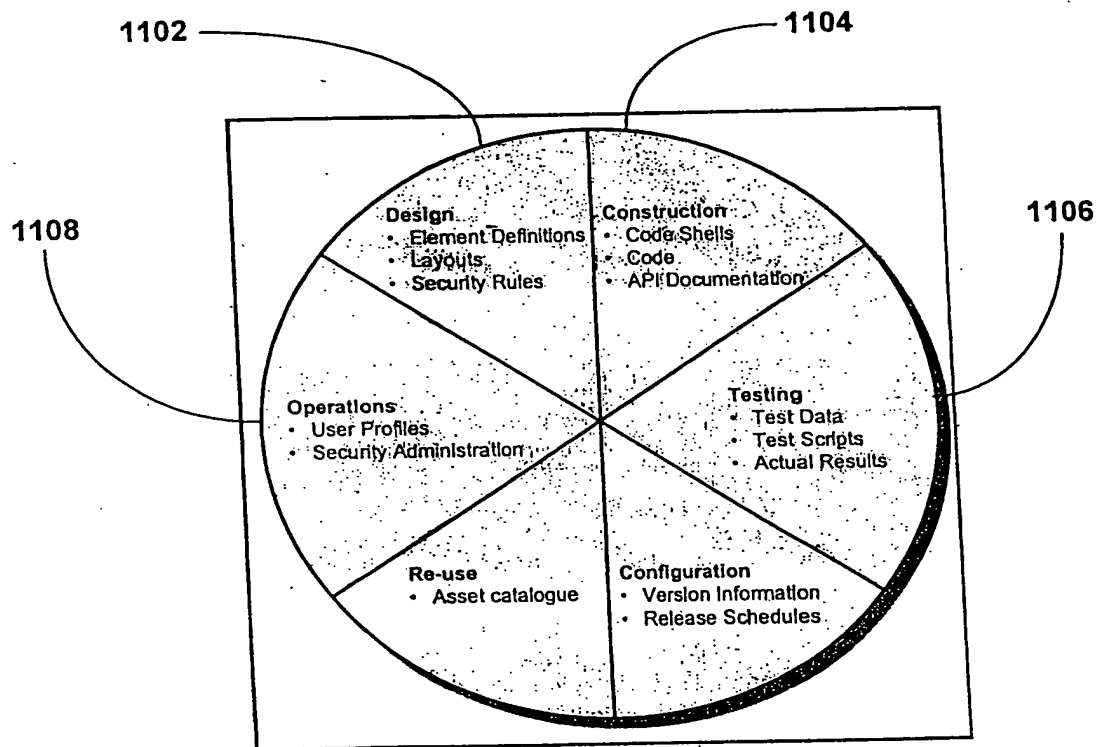 1102
1104
1108
1106
Design
• Element Definitions
• Layouts
• Security Rules
Construction
• Code Shells
• Code
• API Documentation
Operations
• User Profiles
• Security Administration
Testing
• Test Data
• Test Scripts
• Actual Results
Re-use
• Asset catalogue
Configuration
• Version Information
• Release Schedules